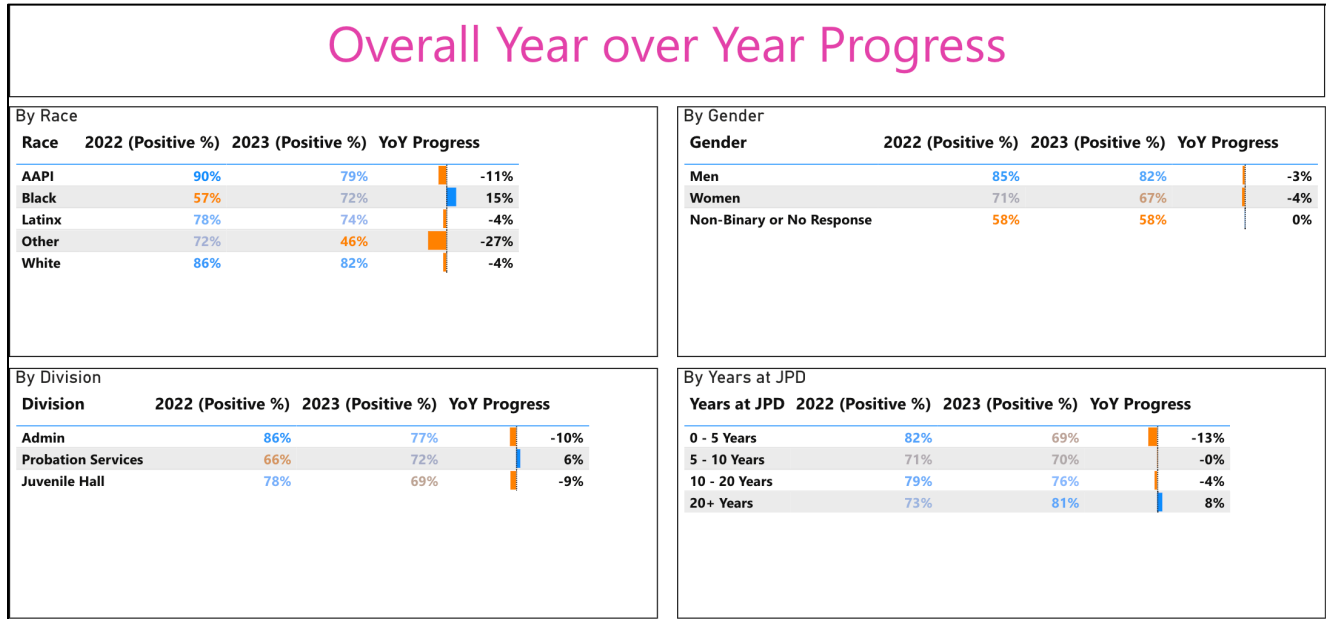 Overall Year over Year Progress
By Race
Race 2022 (Positive %) 2023 (Positive %) YoY Progress
AAPI 90% 79% -11%
Black 57% 72% 15%
Latinx 78% 74% -4%
Other 72% 46% -27%
White 86% 82% -4%
By Gender
Gender 2022 (Positive %) 2023 (Positive %) YoY Progress
Men 85% 82% -3%
Women 71% 67% -4%
Non-Binary or No Response 58% 58% 0%
By Division
Division 2022 (Positive %) 2023 (Positive %) YoY Progress
Admin 86% 77% -10%
Probation Services 66% 72% 6%
Juvenile Hall 78% 69% -9%
By Years at JPD
Years at JPD 2022 (Positive %) 2023 (Positive %) YoY Progress
0 - 5 Years 82% 69% -13%
5 - 10 Years 71% 70% -0%
10 - 20 Years 79% 76% -4%
20+ Years 73% 81% 8%